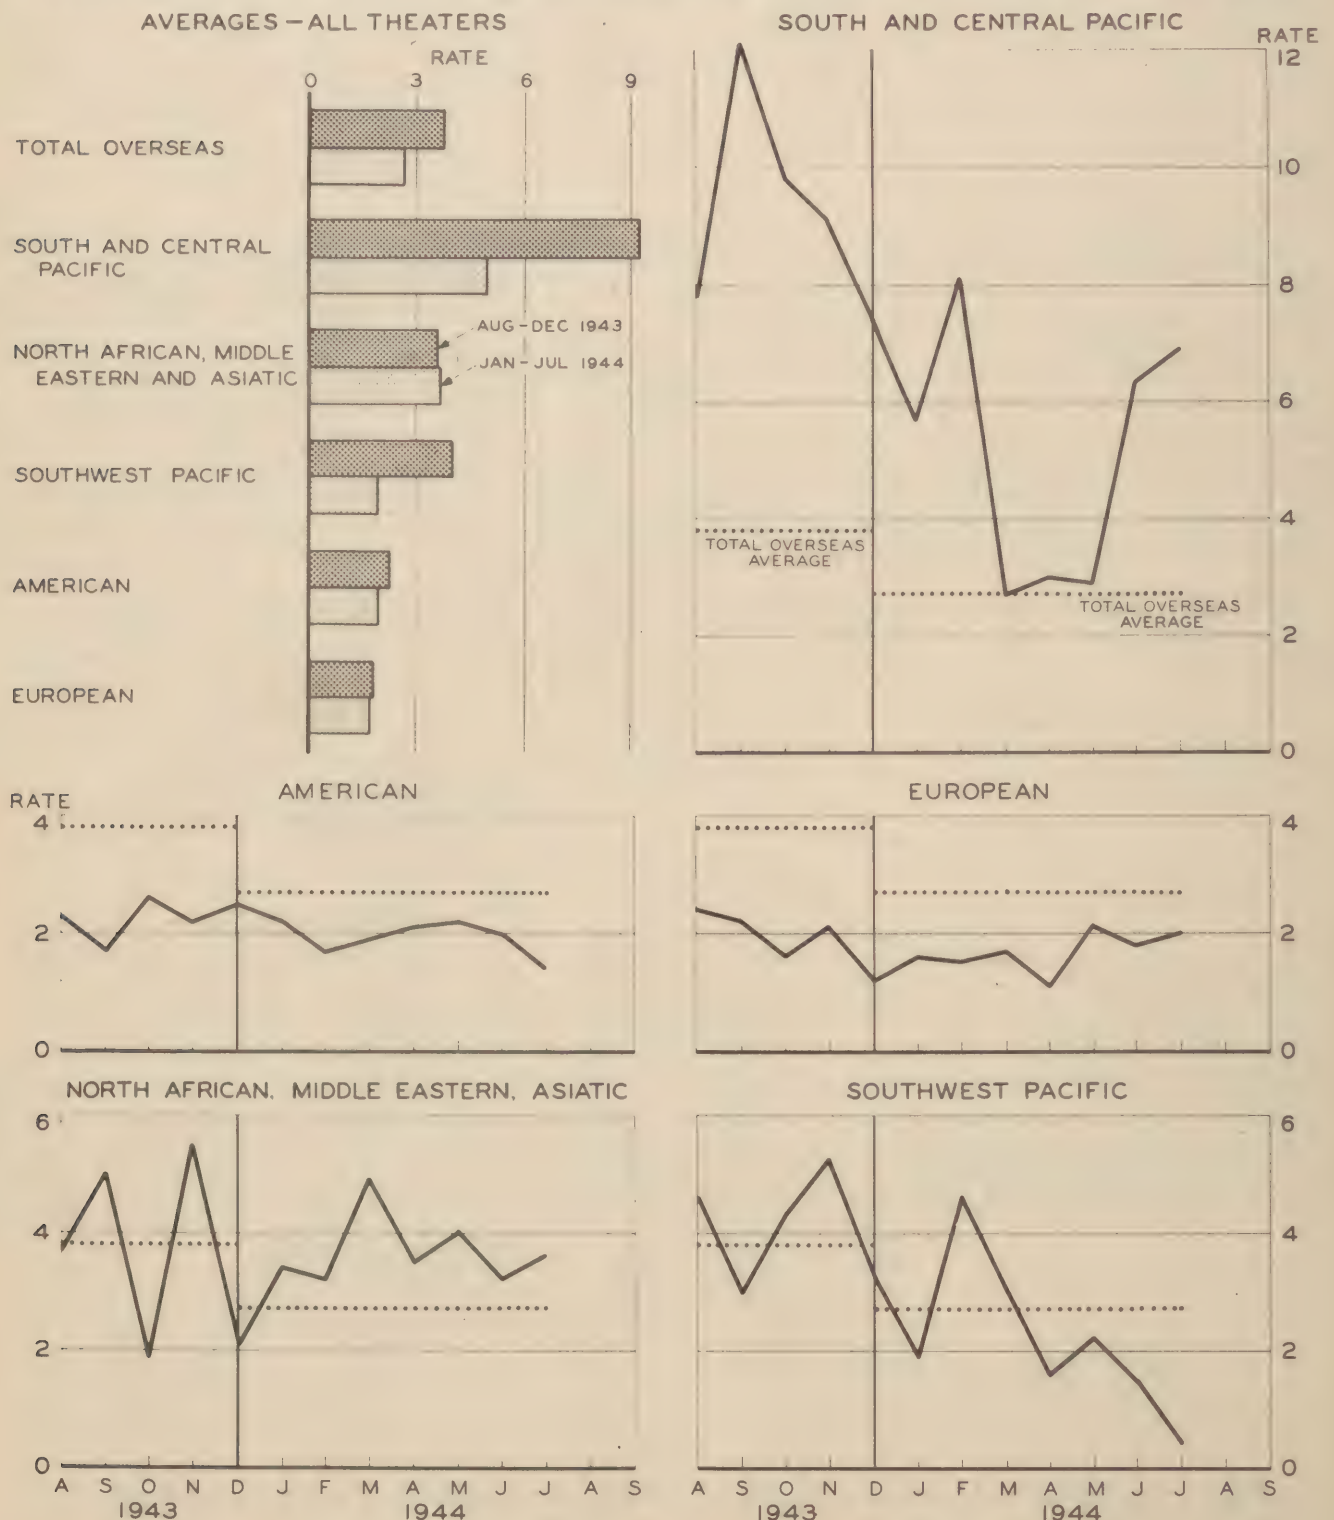 AVERAGES – ALL THEATERS
RATE
0 3 6 9
TOTAL OVERSEAS
SOUTH AND CENTRAL
PACIFIC
NORTH AFRICAN, MIDDLE
EASTERN AND ASIATIC
AUG – DEC 1943
JAN – JUL 1944
SOUTHWEST PACIFIC
AMERICAN
EUROPEAN
SOUTH AND CENTRAL PACIFIC
RATE
12
10
8
6
4
TOTAL OVERSEAS
AVERAGE
TOTAL OVERSEAS
AVERAGE
2
0
AMERICAN
RATE
4
2
0
EUROPEAN
4
2
0
NORTH AFRICAN, MIDDLE EASTERN, ASIATIC
6
4
2
0
A S O N D J F M A M J J A S
1943 1944
SOUTHWEST PACIFIC
6
4
2
0
A S O N D J F M A M J J A S
1943 1944